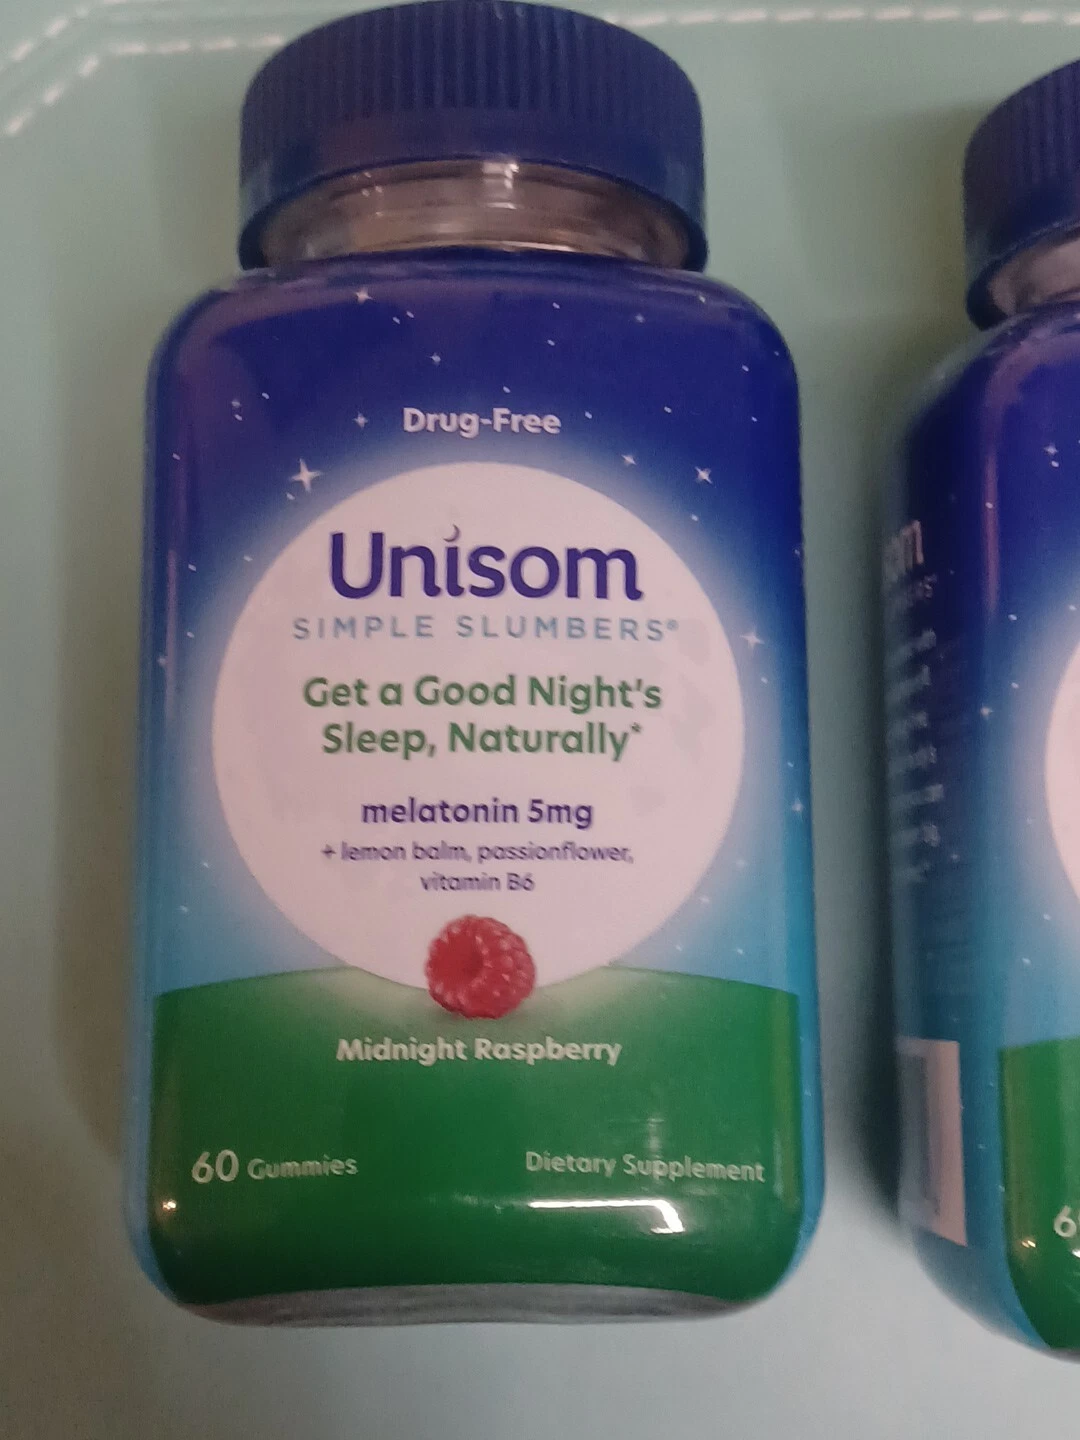 Drug-Free
Unisom
SIMPLE SLUMBERS®
Get a Good Night's
Sleep, Naturally*
melatonin 5mg
+ lemon balm, passionflower,
vitamin B6
Midnight Raspberry
60 Gummies
Dietary Supplement